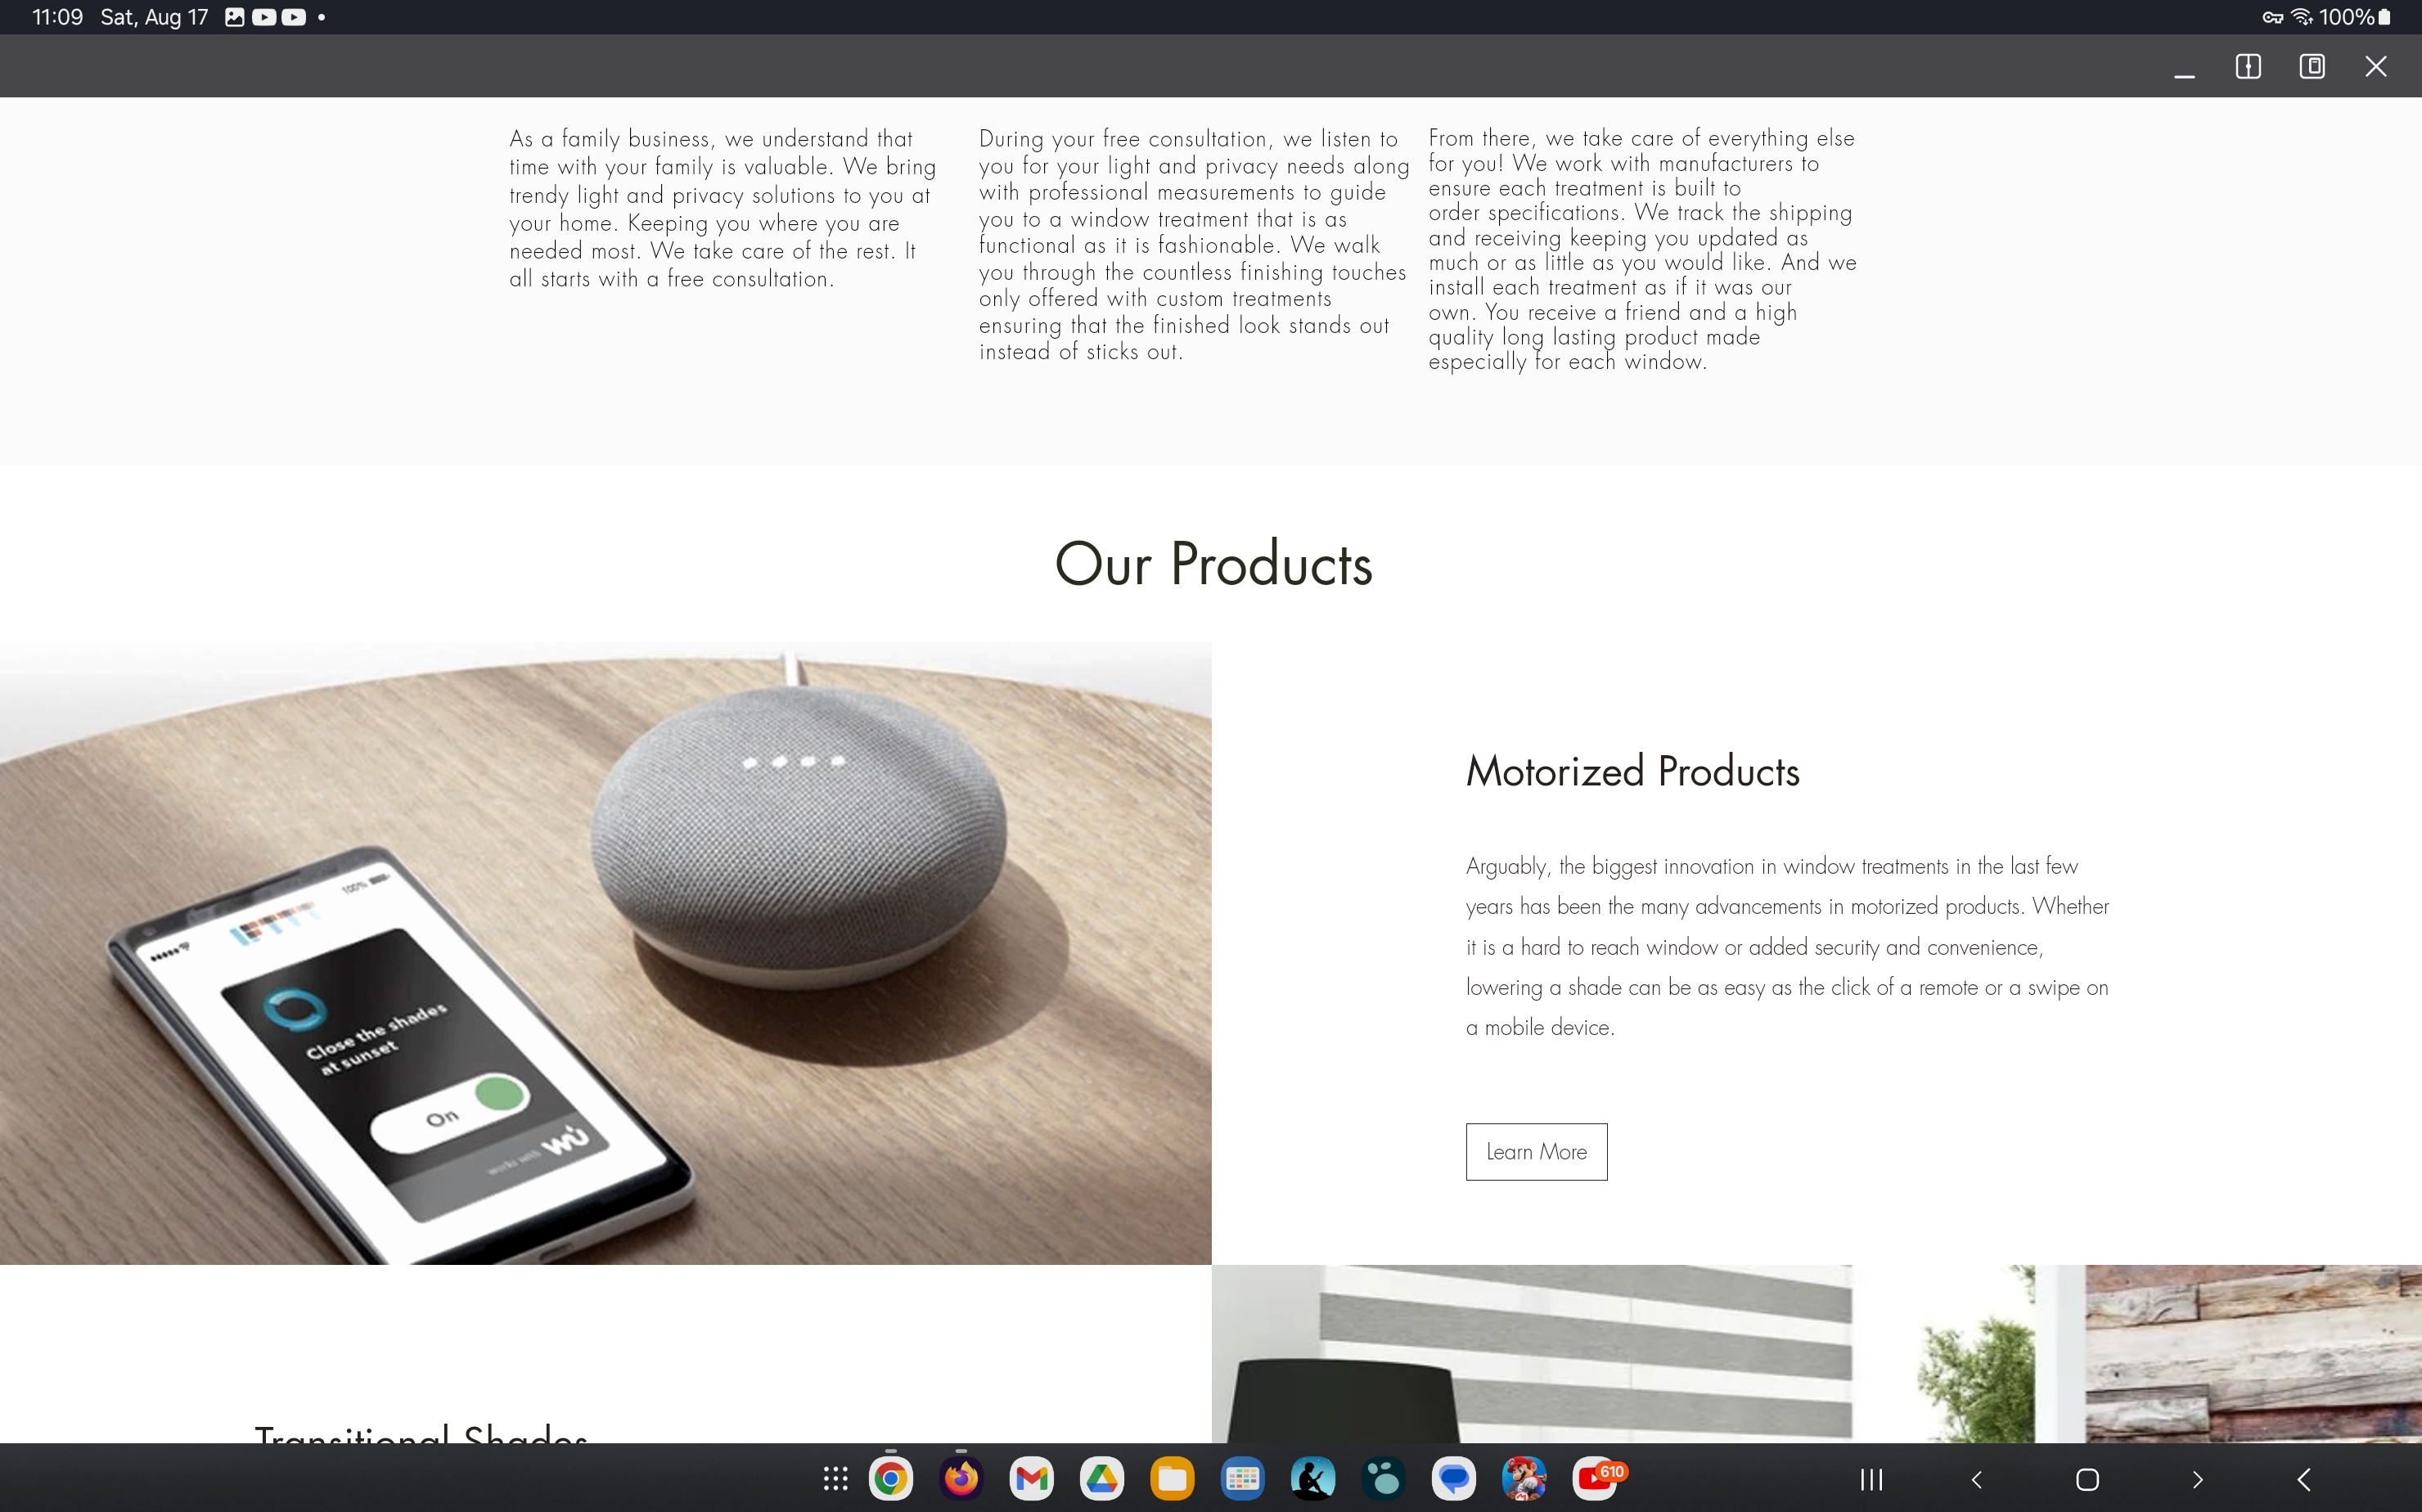 11:09 Sat, Aug 17
100%
As a family business, we understand that
time with your family is valuable. We bring
trendy light and privacy solutions to you at
your home. Keeping you where you are
needed most. We take care of the rest. It
all starts with a free consultation.
During your free consultation, we listen to
you for your light and privacy needs along
with professional measurements to guide
you to a window treatment that is as
functional as it is fashionable. We walk
you through the countless finishing touches
only offered with custom treatments
ensuring that the finished look stands out
instead of sticks out.
From there, we take care of everything else
for you! We work with manufacturers to
ensure each treatment is built to
order specifications. We track the shipping
and receiving keeping you updated as
much or as little as you would like. And we
install each treatment as if it was our
own. You receive a friend and a high
quality long lasting product made
especially for each window.
Our Products
100%
IFTTT
Close the shades
at sunset
On
works with
Motorized Products
Arguably, the biggest innovation in window treatments in the last few
years has been the many advancements in motorized products. Whether
it is a hard to reach window or added security and convenience,
lowering a shade can be as easy as the click of a remote or a swipe on
a mobile device.
Learn More
Transitional Shades
610